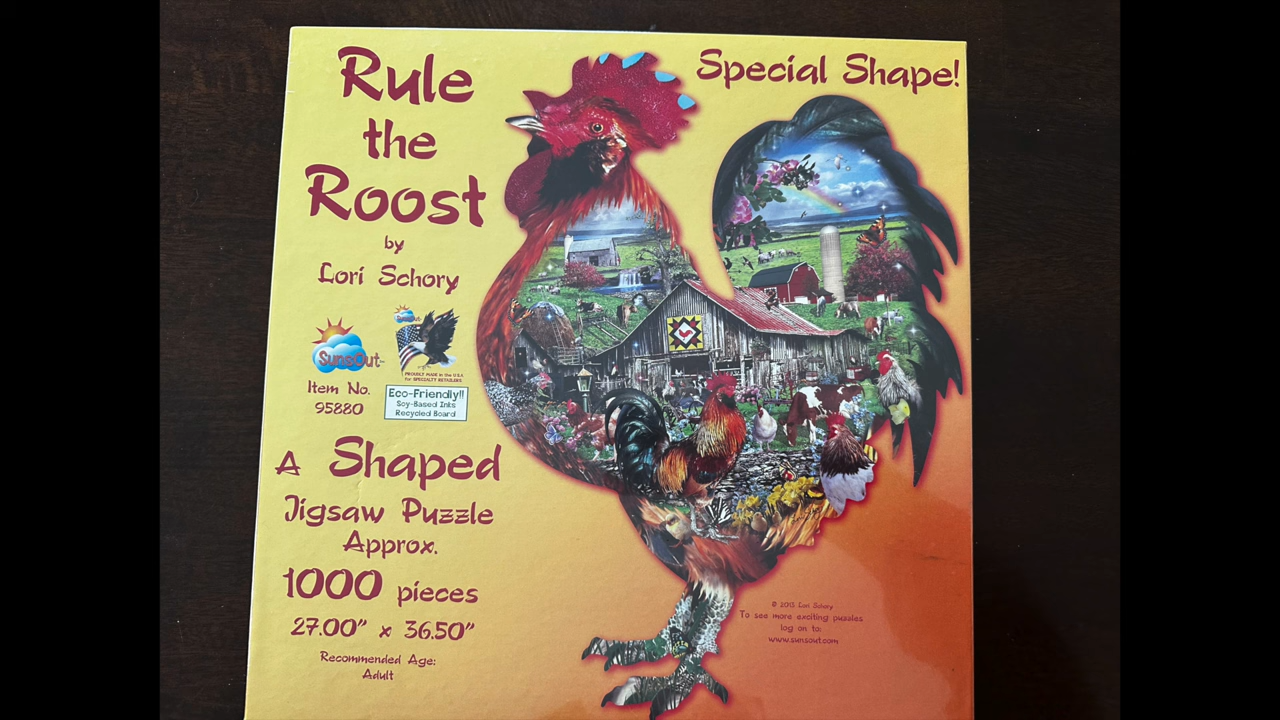 Rule
the
Roost
by
Lori Schory
SunsOut
Item No.
95880
SunsOut
PROUDLY MADE in the U.S.A.
for SPECIALTY RETAILERS
Eco-Friendly!!
Soy-Based Inks
Recycled Board
A Shaped
Jigsaw Puzzle
Approx.
1000 pieces
27.00" x 36.50"
Recommended Age:
Adult
Special Shape!
© 2015 Lori Schory
To see more exciting puzzles
log on to:
www.sunsout.com